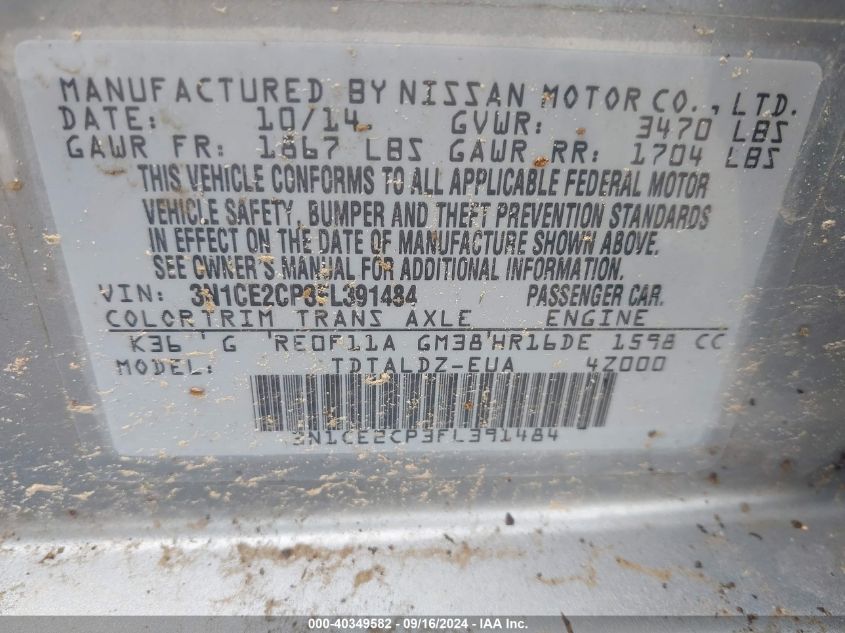 MANUFACTURED BY NISSAN MOTOR CO., LTD.
DATE: 10/14 GVWR: 3470 LBS
GAWR FR: 1867 LBS GAWR RR: 1704 LBS
THIS VEHICLE CONFORMS TO ALL APPLICABLE FEDERAL MOTOR
VEHICLE SAFETY, BUMPER AND THEFT PREVENTION STANDARDS
IN EFFECT ON THE DATE OF MANUFACTURE SHOWN ABOVE.
SEE OWNER'S MANUAL FOR ADDITIONAL INFORMATION.
VIN: 3N1CE2CP3FL391484 PASSENGER CAR.
COLOR TRIM TRANS AXLE ENGINE
K36 G RE0F11A GM38 HR16DE 1598 CC
MODEL: TDTALDZ-EUA 4Z000
3N1CE2CP3FL391484
000-40349582 - 09/16/2024 - www.iaai.com